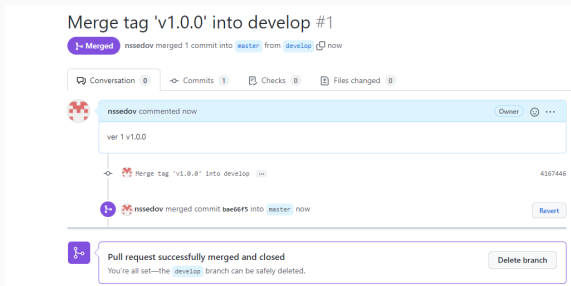 Merge tag 'v1.0.0' into develop #1
Merged nssedov merged 1 commit into master from develop now
Conversation 0 Commits 1 Checks 0 Files changed 0
nssedov commented now Owner
ver 1 v1.0.0
Merge tag 'v1.0.0' into develop ... 4167446
nssedov merged commit bae66f5 into master now Revert
Pull request successfully merged and closed
You're all set—the develop branch can be safely deleted.
Delete branch